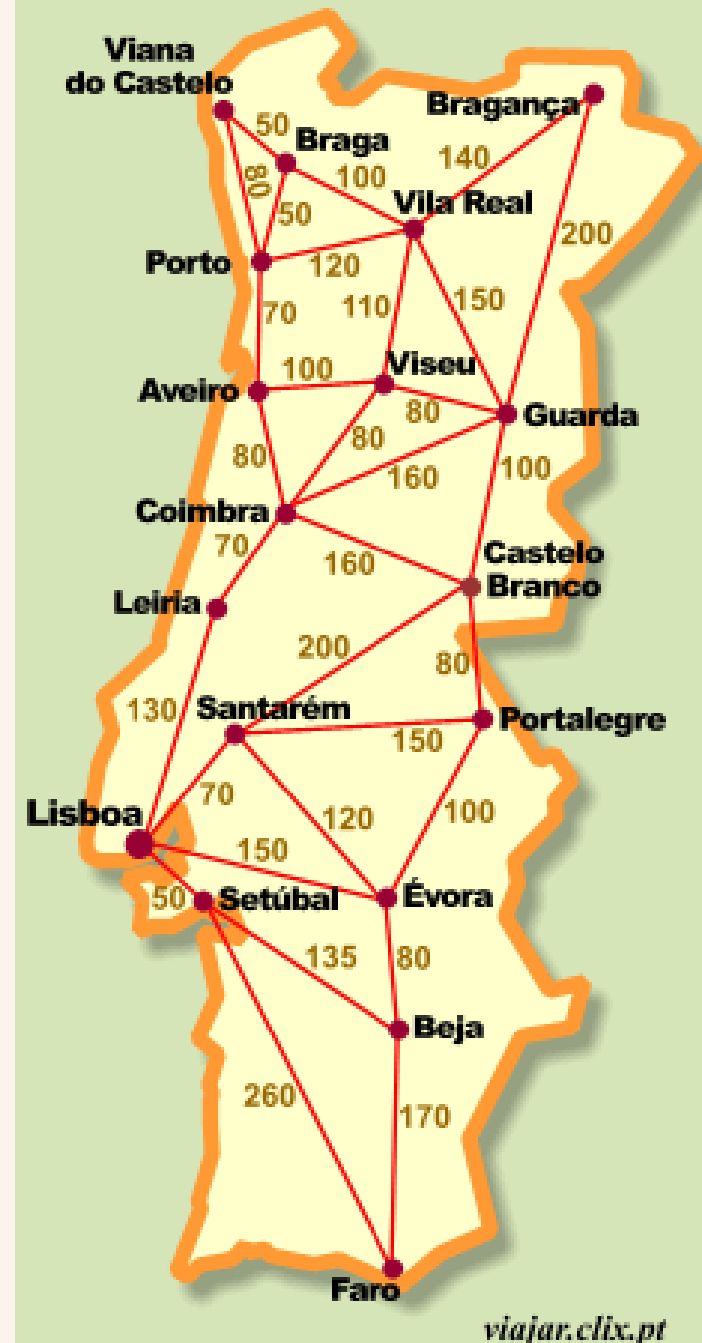 Viana
do Castelo
Bragança
50
Braga
140
80
100
50
Vila Real
200
Porto
120
70
110
150
100
Viseu
Aveiro
80
Guarda
80
80
160
100
Coimbra
70
160
Castelo
Branco
Leiria
200
80
130
Santarém
Portalegre
150
70
120
100
Lisboa
150
50
Setúbal
Évora
135
80
Beja
260
170
Faro
viajar.clix.pt